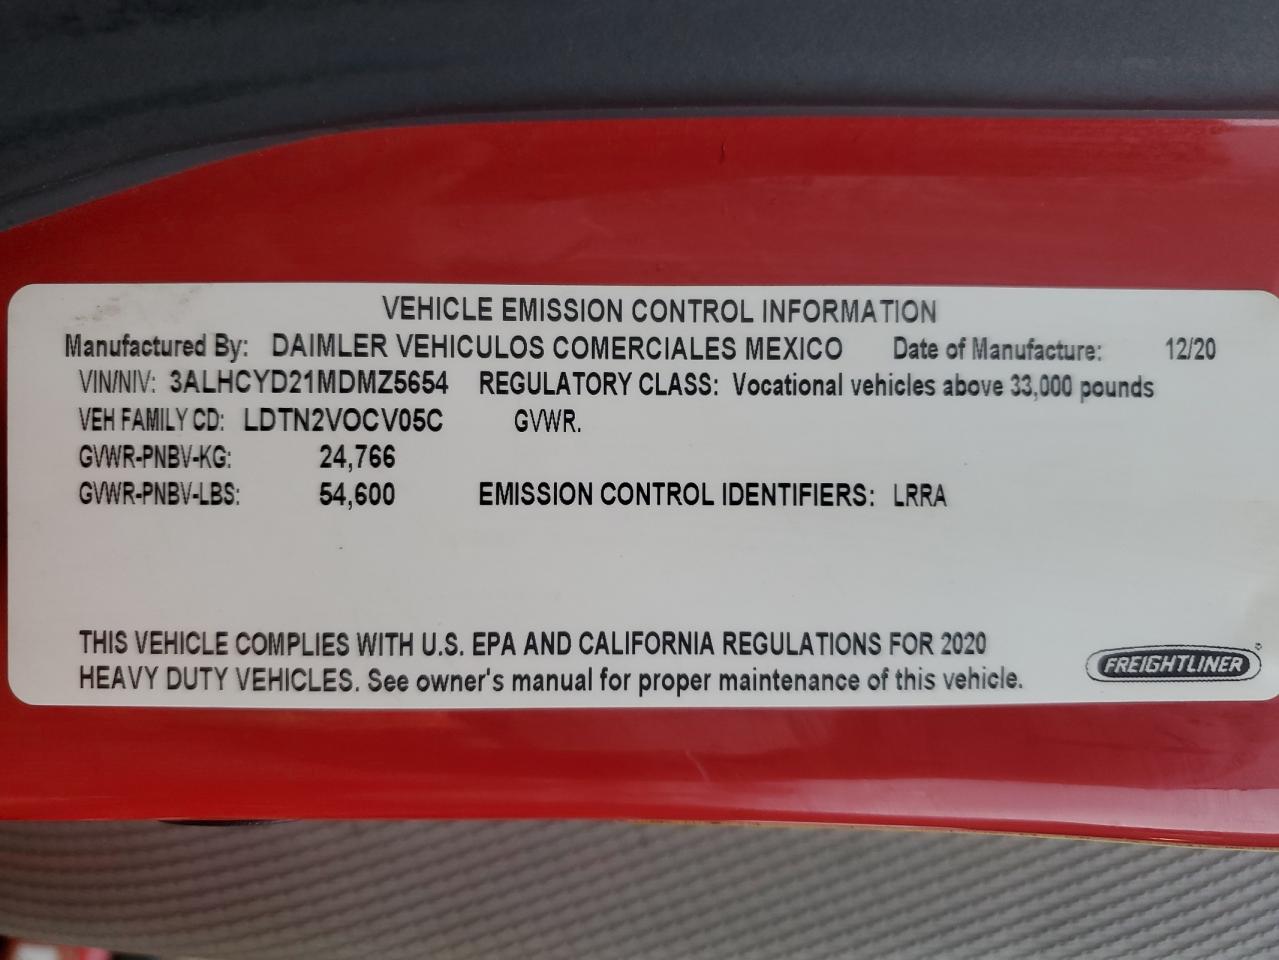 VEHICLE EMISSION CONTROL INFORMATION
Manufactured By: DAIMLER VEHICULOS COMERCIALES MEXICO Date of Manufacture: 12/20
VIN/NIV: 3ALHCYD21MDMZ5654 REGULATORY CLASS: Vocational vehicles above 33,000 pounds
VEH FAMILY CD: LDTN2VOCV05C GVWR.
GVWR-PNBV-KG: 24,766
GVWR-PNBV-LBS: 54,600 EMISSION CONTROL IDENTIFIERS: LRRA
THIS VEHICLE COMPLIES WITH U.S. EPA AND CALIFORNIA REGULATIONS FOR 2020
HEAVY DUTY VEHICLES. See owner's manual for proper maintenance of this vehicle.
FREIGHTLINER